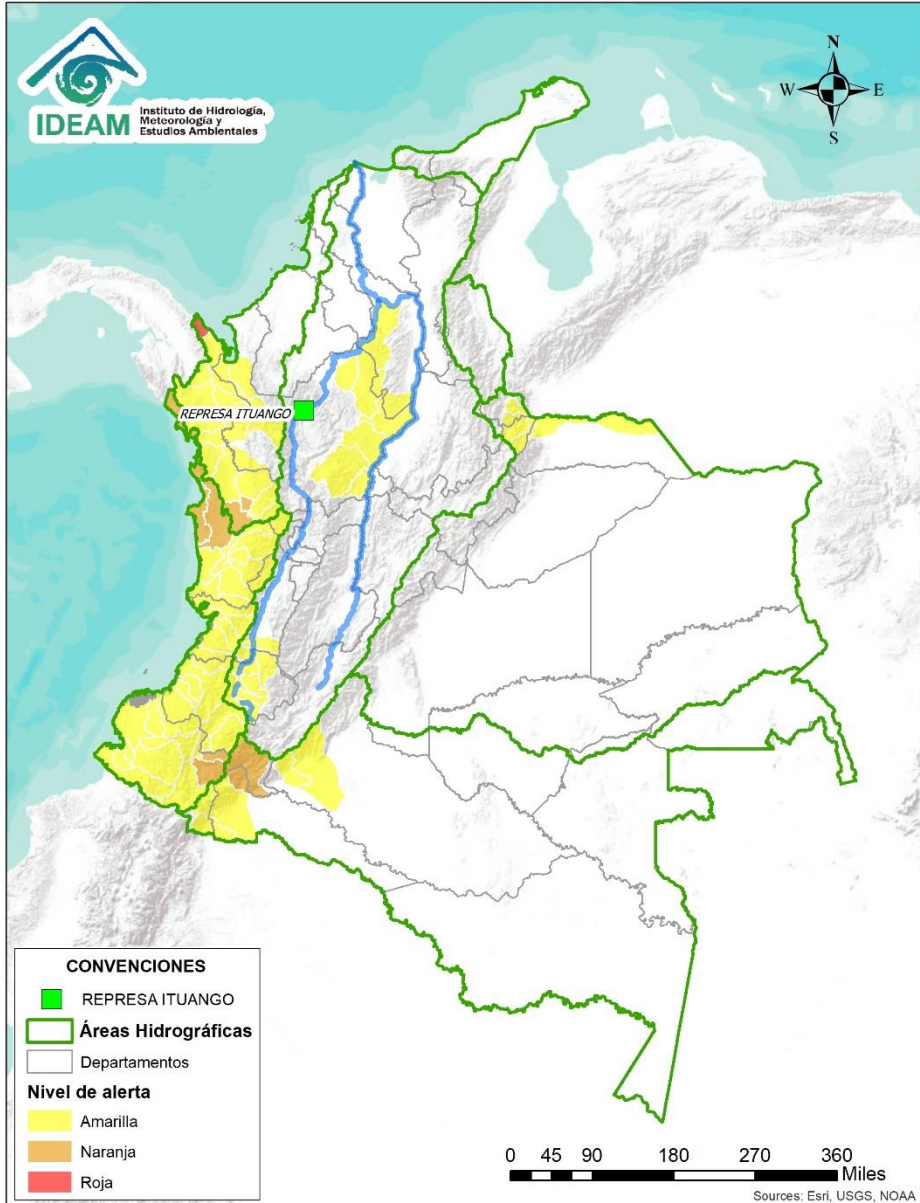 IDEAM
Instituto de Hidrología,
Meteorología y
Estudios Ambientales
N
W E
S
REPRESA ITUANGO
CONVENCIONES
REPRESA ITUANGO
Áreas Hidrográficas
Departamentos
Nivel de alerta
Amarilla
Naranja
Roja
0 45 90 180 270 360
Miles
Sources: Esri, USGS, NOAA